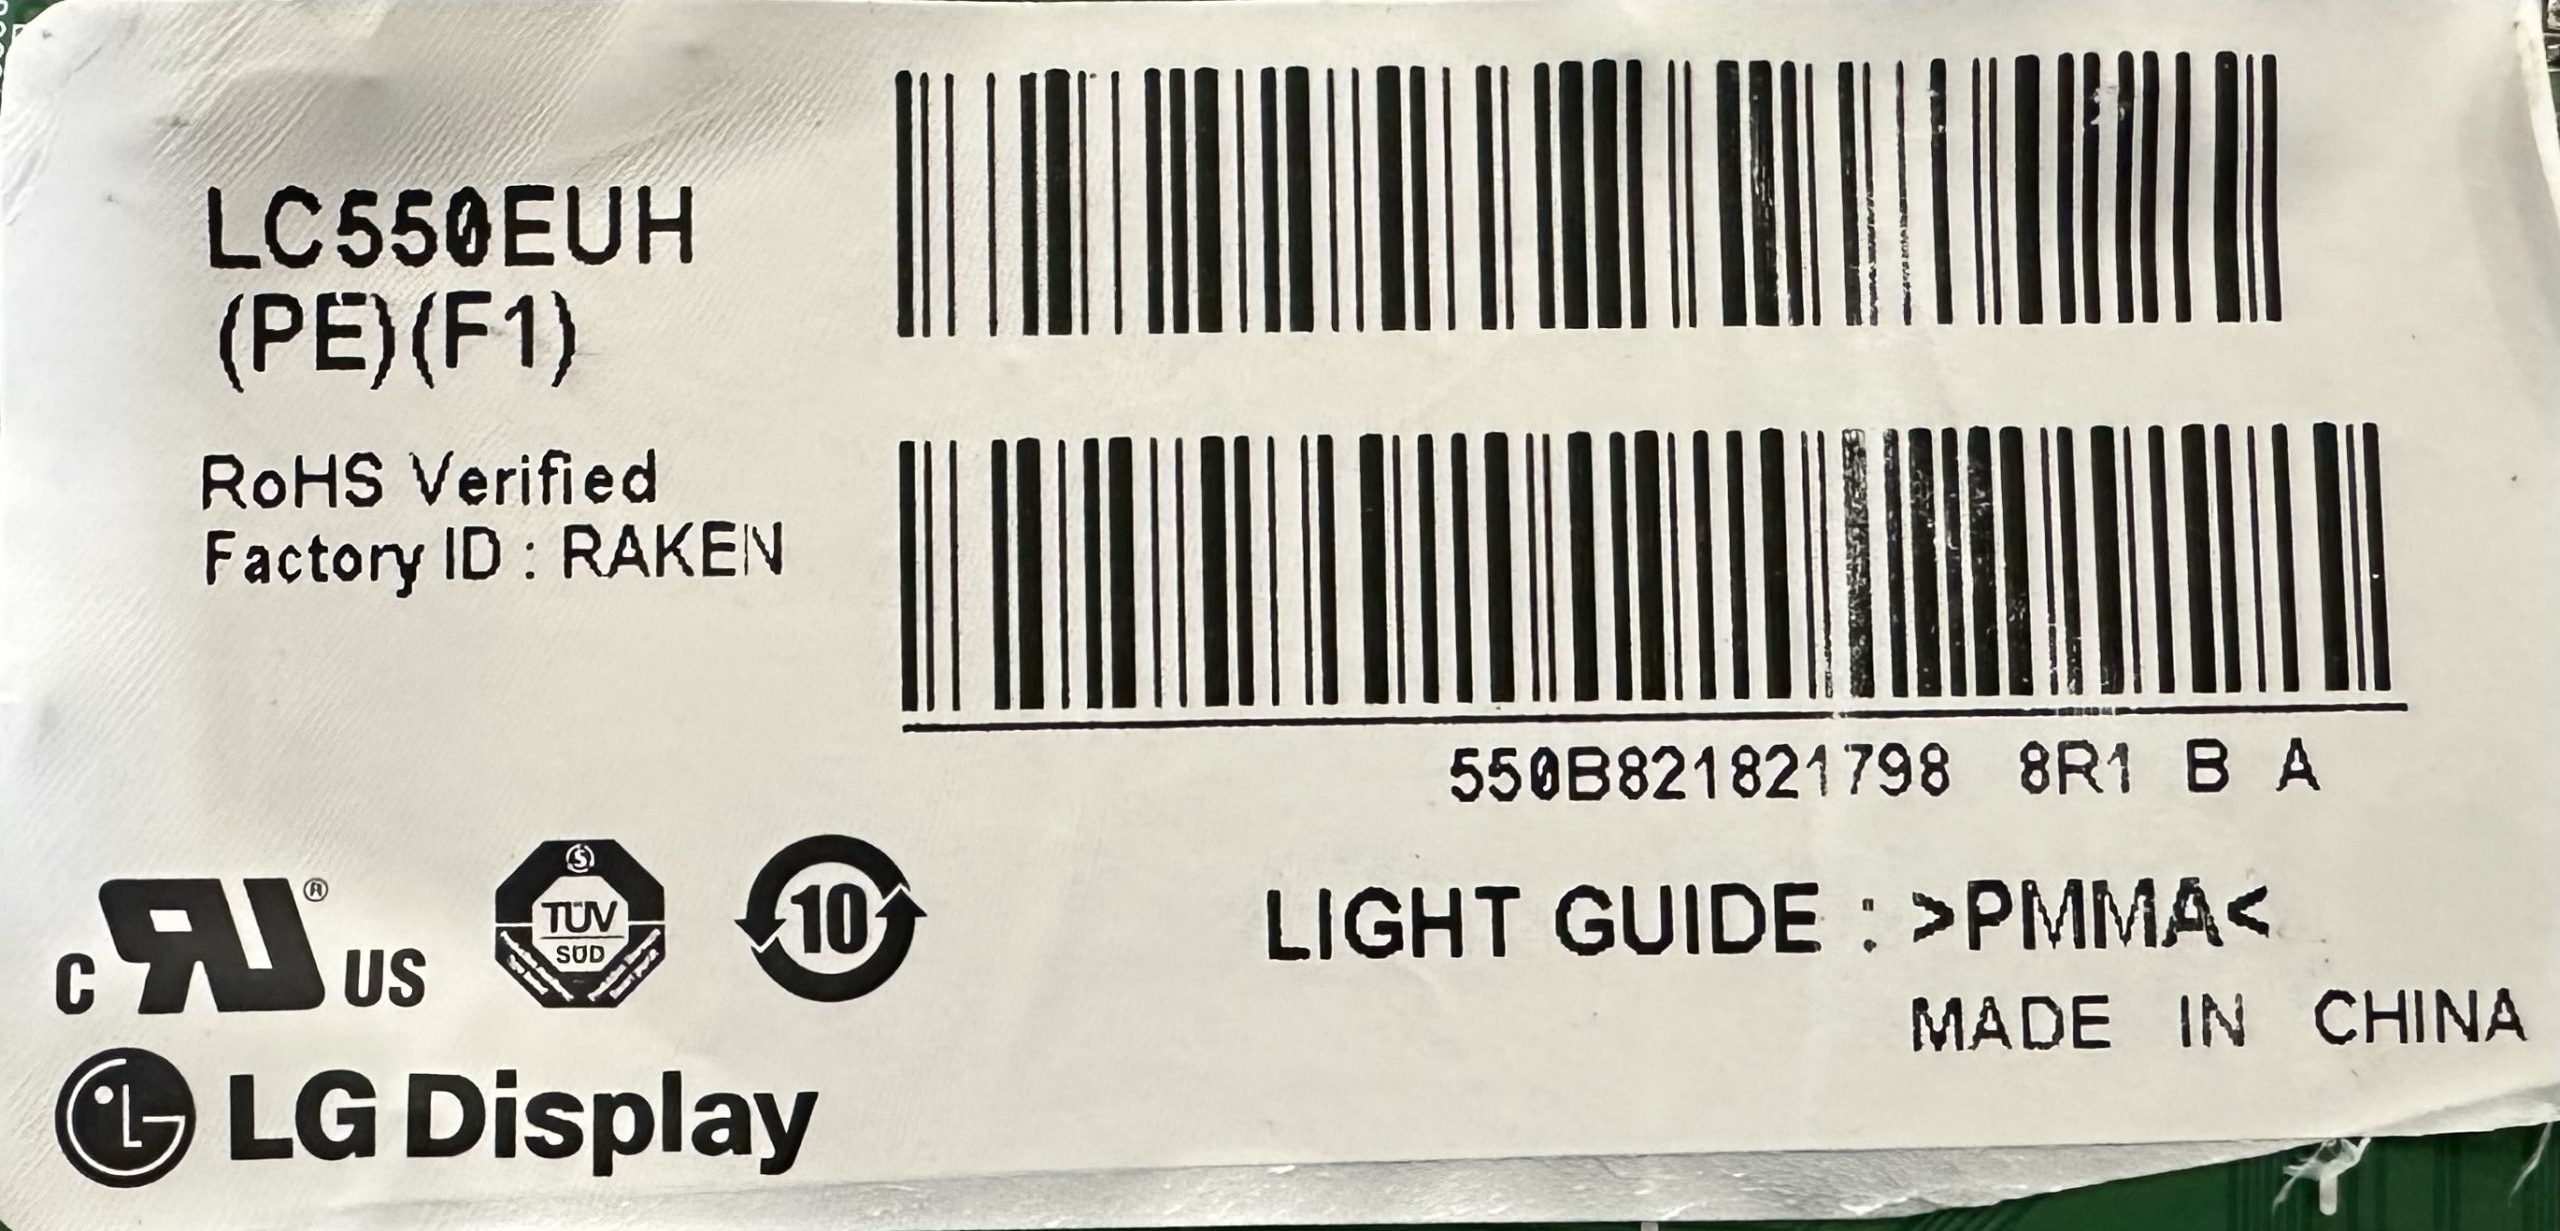 LC550EUH
(PE)(F1)
RoHS Verified
Factory ID : RAKEN
550B821821798 8R1 B A
c RU® US
TÜV
SÜD
10
LIGHT GUIDE : >PMMA<
MADE IN CHINA
LG Display